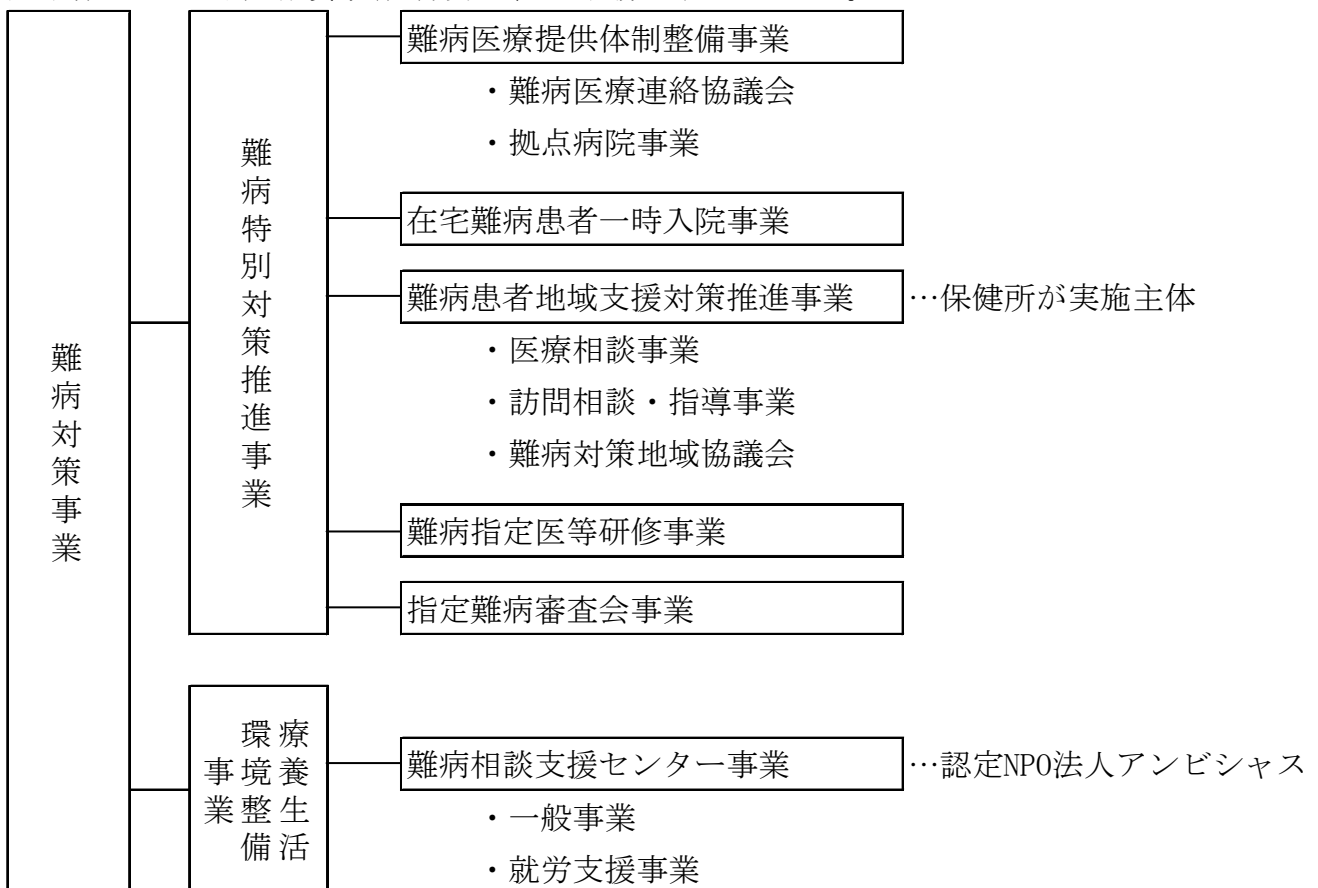 難病対策事業
難病特別対策推進事業
難病医療提供体制整備事業
・難病医療連絡協議会
・拠点病院事業
在宅難病患者一時入院事業
難病患者地域支援対策推進事業 …保健所が実施主体
・医療相談事業
・訪問相談・指導事業
・難病対策地域協議会
難病指定医等研修事業
指定難病審査会事業
療養生活
環境整備
事業
難病相談支援センター事業 …認定NPO法人アンビシャス
・一般事業
・就労支援事業